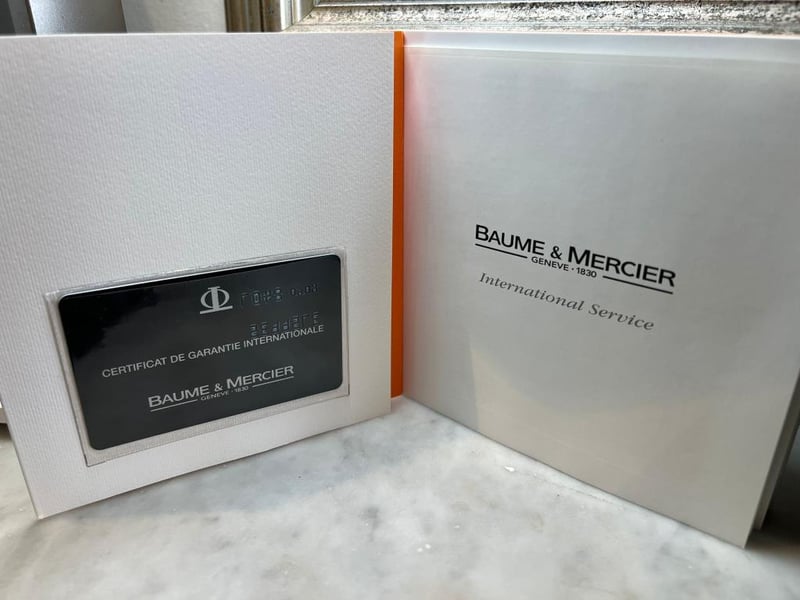 CERTIFICAT DE GARANTIE INTERNATIONALE
BAUME & MERCIER
GENEVE · 1830
BAUME & MERCIER
GENEVE · 1830
International Service